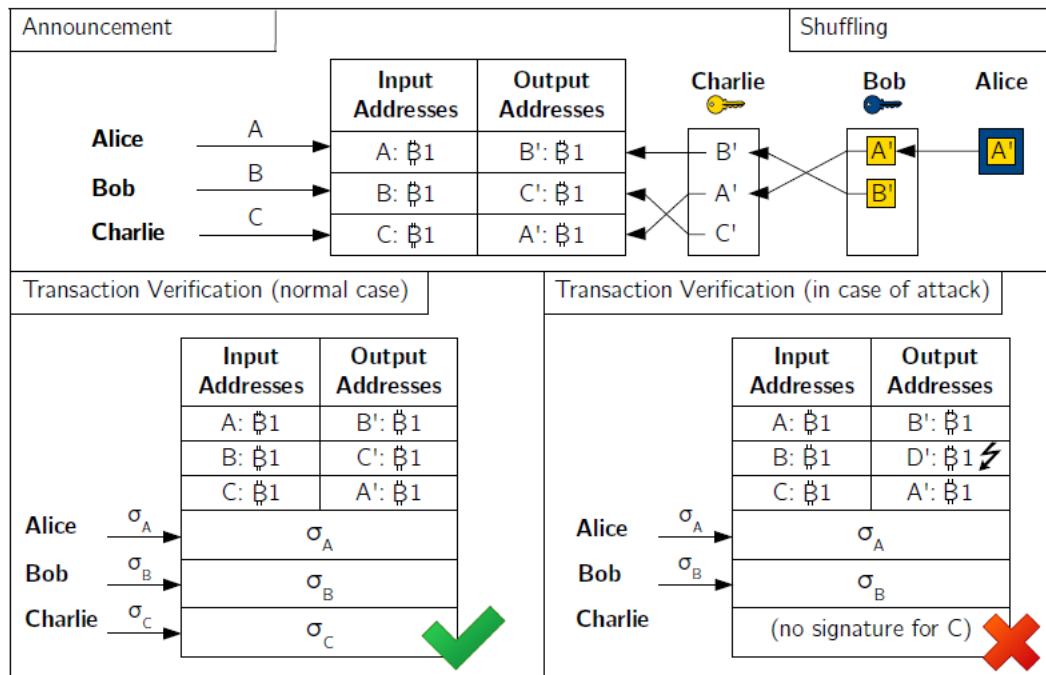 Announcement
Shuffling
Input Addresses
Output Addresses
Charlie
Bob
Alice
Alice
A
A: ₿1
B': ₿1
B'
A'
A'
Bob
B
B: ₿1
C': ₿1
A'
B'
Charlie
C
C: ₿1
A': ₿1
C'
Transaction Verification (normal case)
Input Addresses
Output Addresses
A: ₿1
B': ₿1
B: ₿1
C': ₿1
C: ₿1
A': ₿1
Alice
σA
σA
Bob
σB
σB
Charlie
σC
σC
Transaction Verification (in case of attack)
Input Addresses
Output Addresses
A: ₿1
B': ₿1
B: ₿1
D': ₿1
C: ₿1
A': ₿1
Alice
σA
σA
Bob
σB
σB
Charlie
(no signature for C)